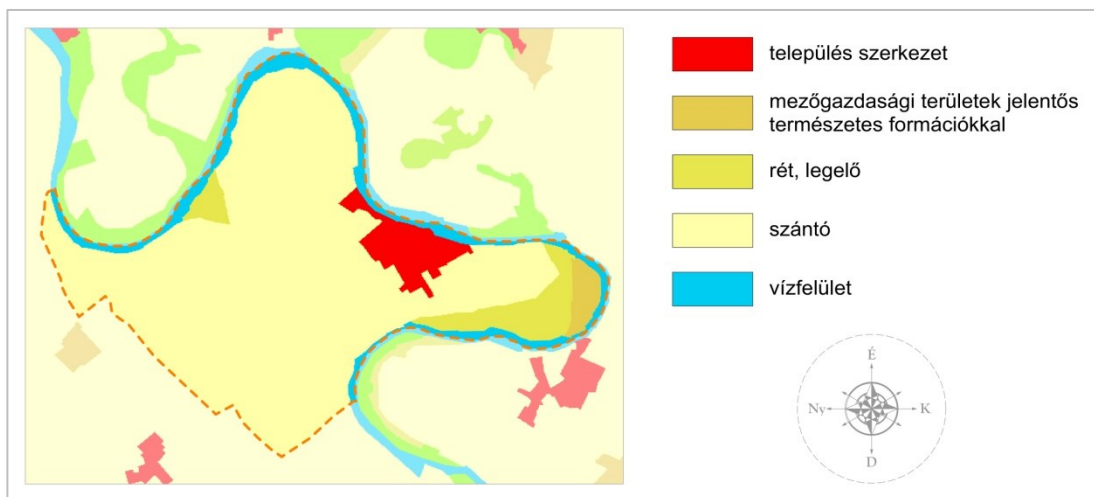 település szerkezet
mezőgazdasági területek jelentős
természetes formációkkal
rét, legelő
szántó
vízfelület
É
Ny
K
D